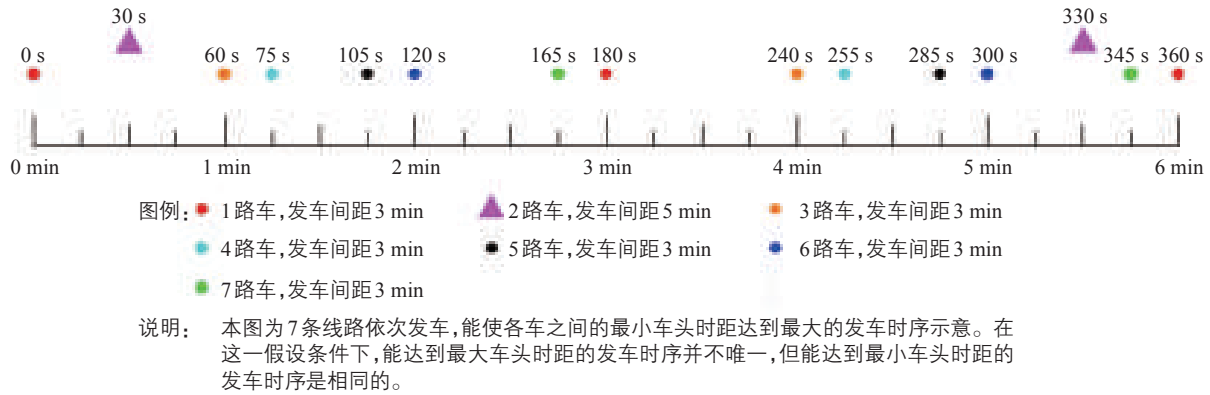 30 s 330 s
0 s 60 s 75 s 105 s 120 s 165 s 180 s 240 s 255 s 285 s 300 s 345 s 360 s
0 min 1 min 2 min 3 min 4 min 5 min 6 min
图例: 1路车,发车间距3 min 2路车,发车间距5 min 3路车,发车间距3 min
4路车,发车间距3 min 5路车,发车间距3 min 6路车,发车间距3 min
7路车,发车间距3 min
说明: 本图为7条线路依次发车,能使各车之间的最小车头时距达到最大的发车时序示意。在
这一假设条件下,能达到最大车头时距的发车时序并不唯一,但能达到最小车头时距的
发车时序是相同的。